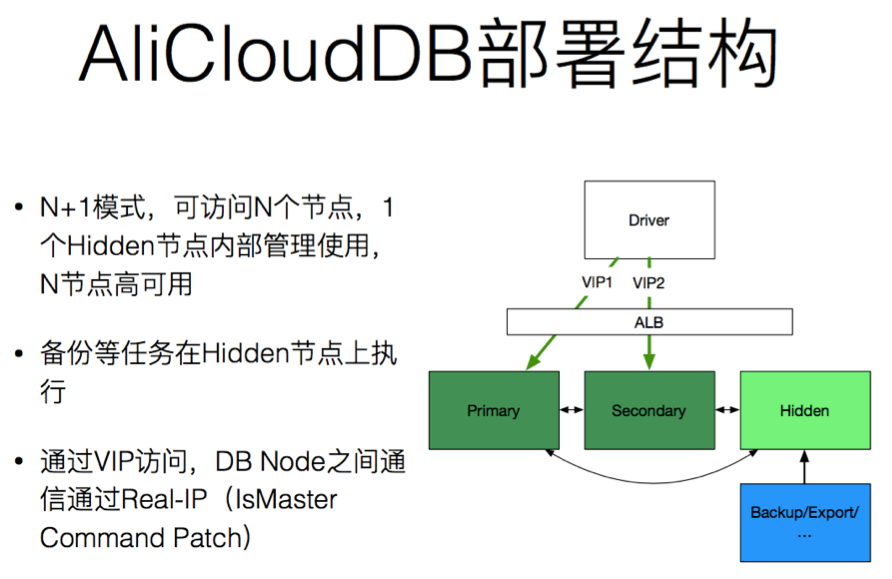 AliCloudDB部署结构
• N+1模式，可访问N个节点，1
个Hidden节点内部管理使用，
N节点高可用
• 备份等任务在Hidden节点上执
行
• 通过VIP访问，DB Node之间通
信通过Real-IP（IsMaster
Command Patch）
Driver
VIP1 VIP2
ALB
Primary
Secondary
Hidden
Backup/Export/
...